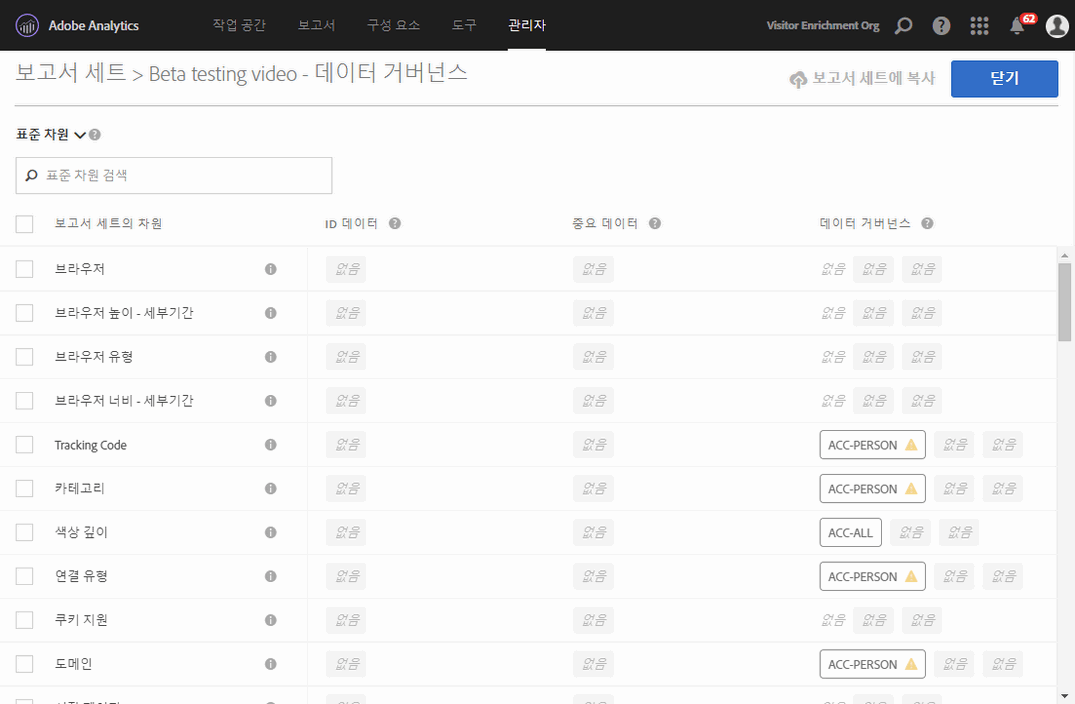 Adobe Analytics 작업 공간 보고서 구성 요소 도구 관리자 Visitor Enrichment Org 62
보고서 세트 > Beta testing video - 데이터 거버넌스 보고서 세트에 복사 닫기
표준 차원
표준 차원 검색
보고서 세트의 차원 ID 데이터 중요 데이터 데이터 거버넌스
브라우저 없음 없음 없음 없음 없음
브라우저 높이 - 세부기간 없음 없음 없음 없음 없음
브라우저 유형 없음 없음 없음 없음 없음
브라우저 너비 - 세부기간 없음 없음 없음 없음 없음
Tracking Code 없음 없음 ACC-PERSON 없음 없음
카테고리 없음 없음 ACC-PERSON 없음 없음
색상 깊이 없음 없음 ACC-ALL 없음 없음
연결 유형 없음 없음 ACC-PERSON 없음 없음
쿠키 지원 없음 없음 없음 없음 없음
도메인 없음 없음 ACC-PERSON 없음 없음